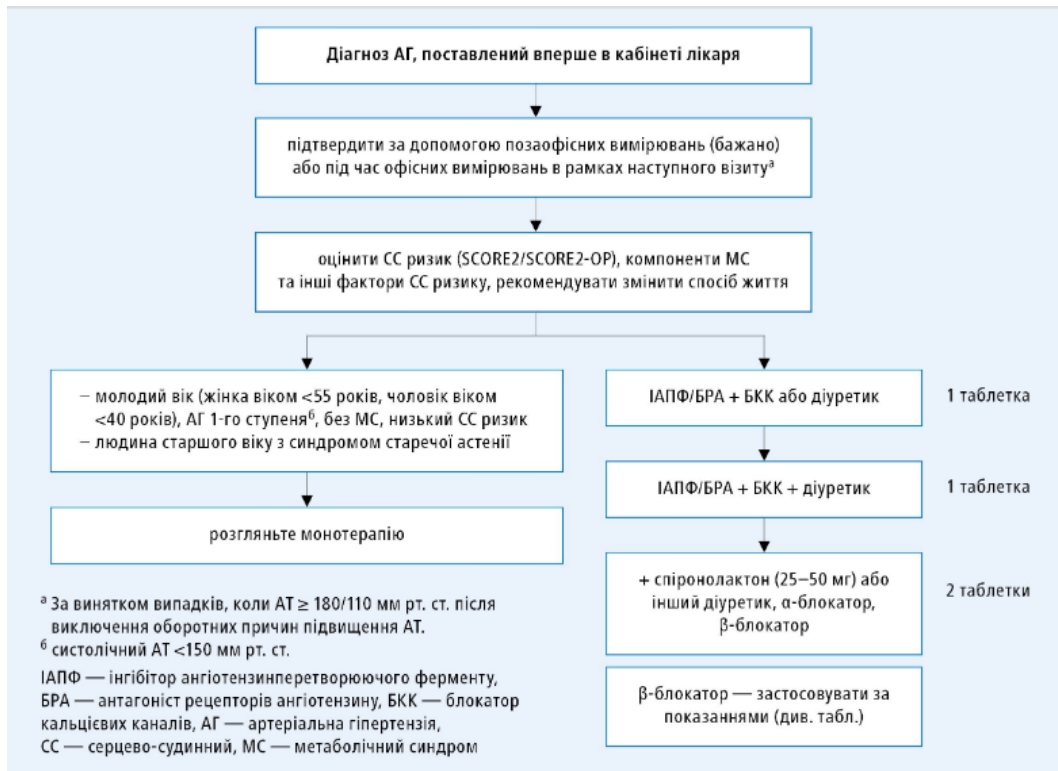 Діагноз АГ, поставлений вперше в кабінеті лікаря
підтвердити за допомогою позаофісних вимірювань (бажано)
або під час офісних вимірювань в рамках наступного візиту^а
оцінити СС ризик (SCORE2/SCORE2-OP), компоненти МС
та інші фактори СС ризику, рекомендувати змінити спосіб життя
– молодий вік (жінка віком <55 років, чоловік віком
<40 років), АГ 1-го ступеня^б, без МС, низький СС ризик
– людина старшого віку з синдромом старечої астенії
розгляньте монотерапію
ІАПФ/БРА + БКК або діуретик
1 таблетка
ІАПФ/БРА + БКК + діуретик
1 таблетка
+ спіронолактон (25–50 мг) або
інший діуретик, α-блокатор,
β-блокатор
2 таблетки
β-блокатор — застосовувати за
показаннями (див. табл.)
^а За винятком випадків, коли АТ ≥ 180/110 мм рт. ст. після
виключення оборотних причин підвищення АТ.
^б систолічний АТ <150 мм рт. ст.
ІАПФ — інгібітор ангіотензинперетворюючого ферменту,
БРА — антагоніст рецепторів ангіотензину, БКК — блокатор
кальцієвих каналів, АГ — артеріальна гіпертензія,
СС — серцево-судинний, МС — метаболічний синдром